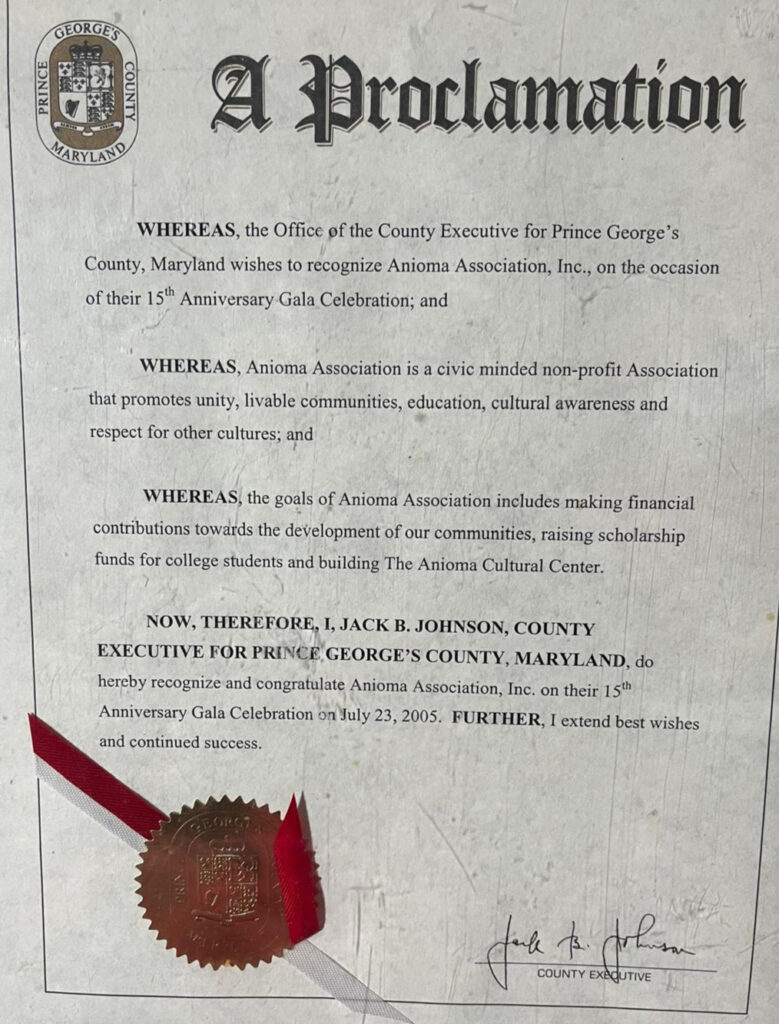 PRINCE GEORGE'S COUNTY
MARYLAND
A Proclamation
WHEREAS, the Office of the County Executive for Prince George's
County, Maryland wishes to recognize Anioma Association, Inc., on the occasion
of their 15th Anniversary Gala Celebration; and
WHEREAS, Anioma Association is a civic minded non-profit Association
that promotes unity, livable communities, education, cultural awareness and
respect for other cultures; and
WHEREAS, the goals of Anioma Association includes making financial
contributions towards the development of our communities, raising scholarship
funds for college students and building The Anioma Cultural Center.
NOW, THEREFORE, I, JACK B. JOHNSON, COUNTY
EXECUTIVE FOR PRINCE GEORGE'S COUNTY, MARYLAND, do
hereby recognize and congratulate Anioma Association, Inc. on their 15th
Anniversary Gala Celebration on July 23, 2005. FURTHER, I extend best wishes
and continued success.
GEORGE
Jack B. Johnson
COUNTY EXECUTIVE